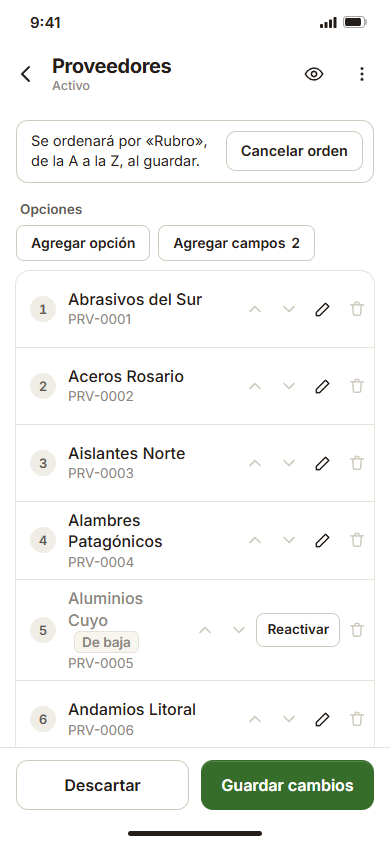 9:41
Proveedores
Activo
Se ordenará por «Rubro»,
de la A a la Z, al guardar.
Cancelar orden
Opciones
Agregar opción
Agregar campos 2
1
Abrasivos del Sur
PRV-0001
2
Aceros Rosario
PRV-0002
3
Aislantes Norte
PRV-0003
4
Alambres
Patagónicos
PRV-0004
5
Aluminios
Cuyo
De baja
PRV-0005
Reactivar
6
Andamios Litoral
PRV-0006
Descartar
Guardar cambios